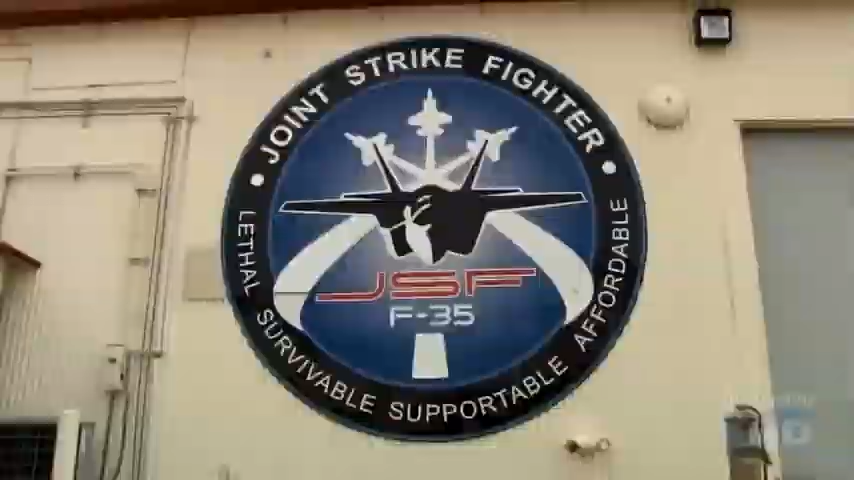 JOINT STRIKE FIGHTER
JSF
F-35
LETHAL SURVIVABLE SUPPORTABLE AFFORDABLE